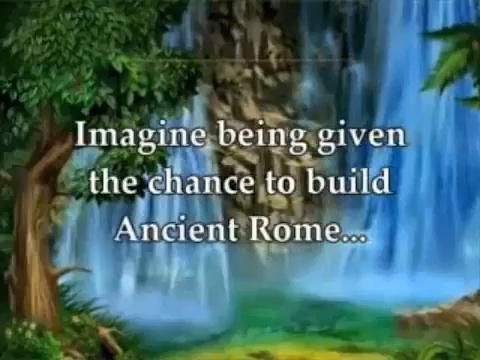 Imagine being given
the chance to build
Ancient Rome...